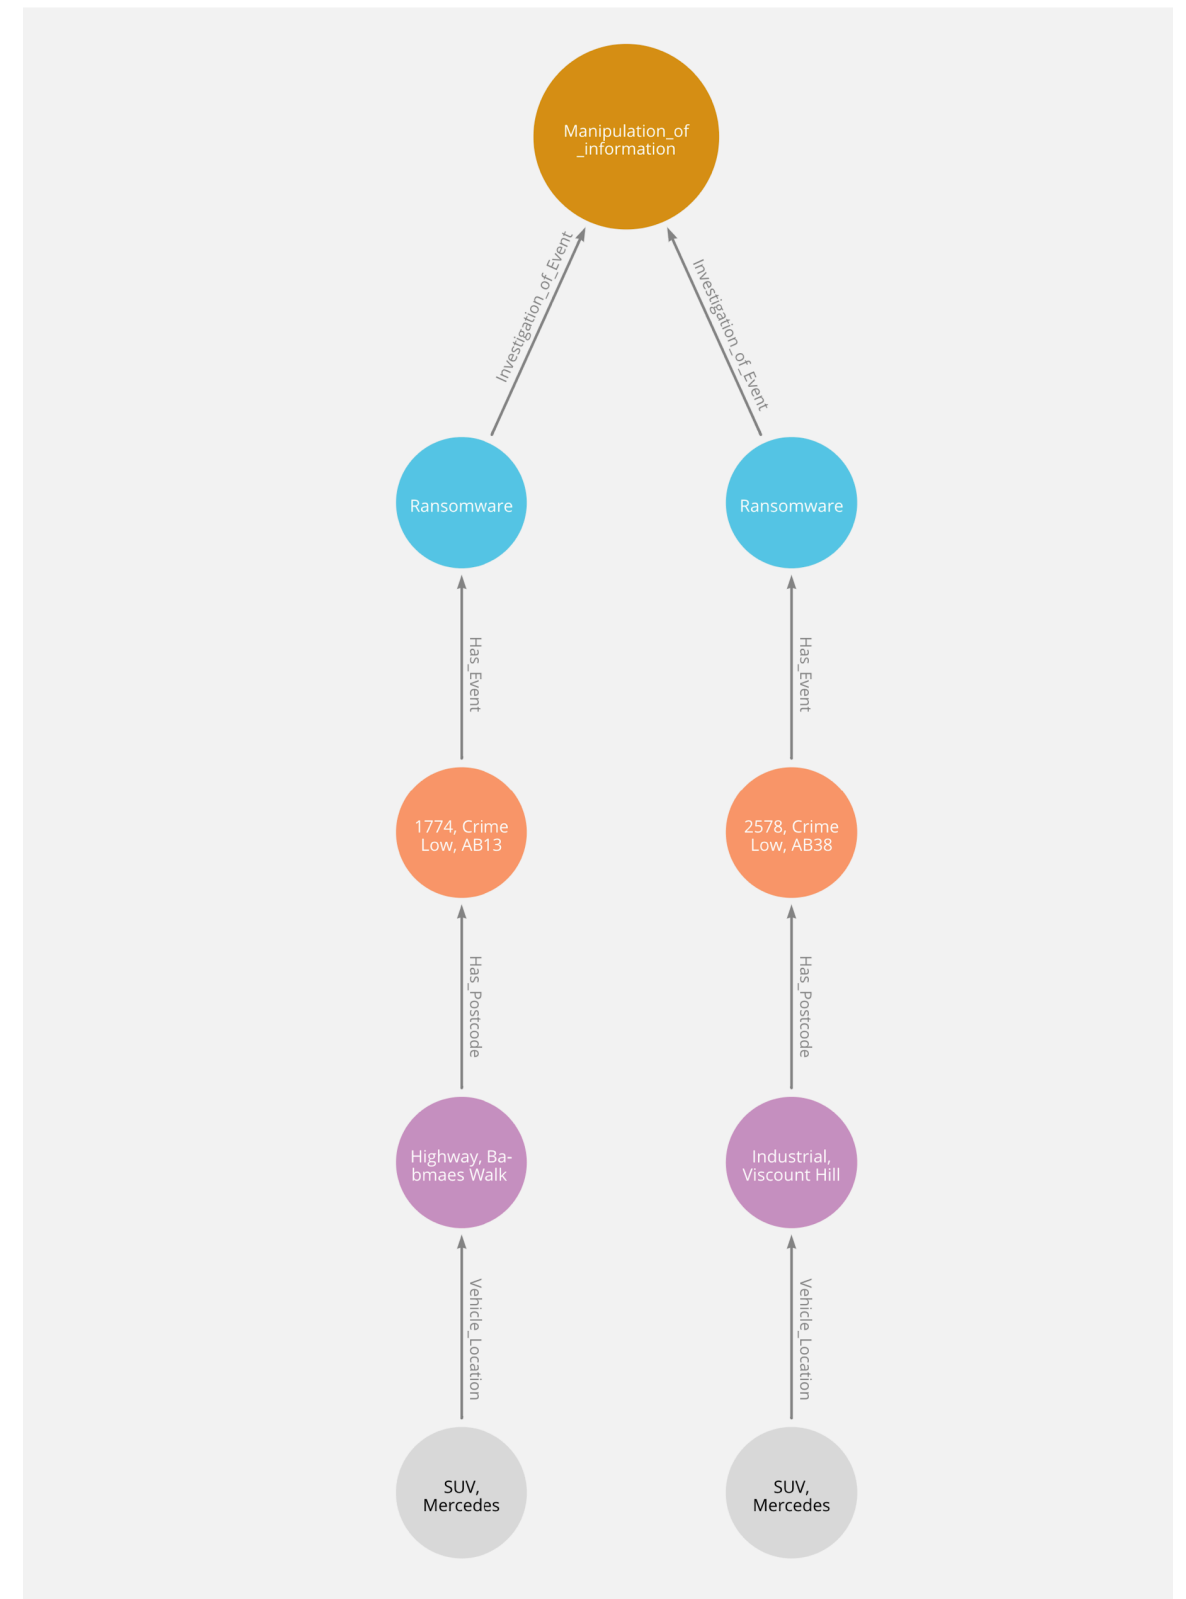 Manipulation_of
_information
Investigation_of_Event
Investigation_of_Event
Ransomware
Ransomware
Has_Event
Has_Event
1774, Crime
Low, AB13
2578, Crime
Low, AB38
Has_Postcode
Has_Postcode
Highway, Ba-
bmaes Walk
Industrial,
Viscount Hill
Vehicle_Location
Vehicle_Location
SUV,
Mercedes
SUV,
Mercedes